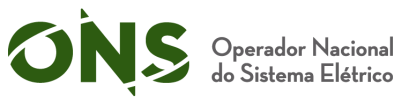 ONS
Operador Nacional
do Sistema Elétrico